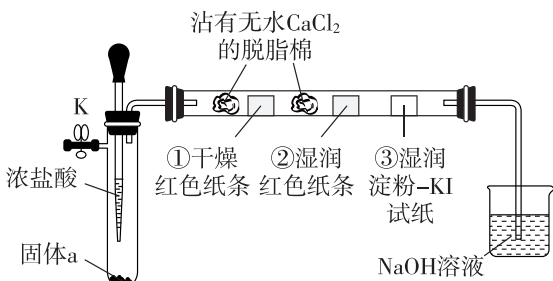 沾有无水CaCl₂
的脱脂棉
K
①干燥
红色纸条
②湿润
红色纸条
③湿润
淀粉-KI
试纸
浓盐酸
固体a
NaOH溶液